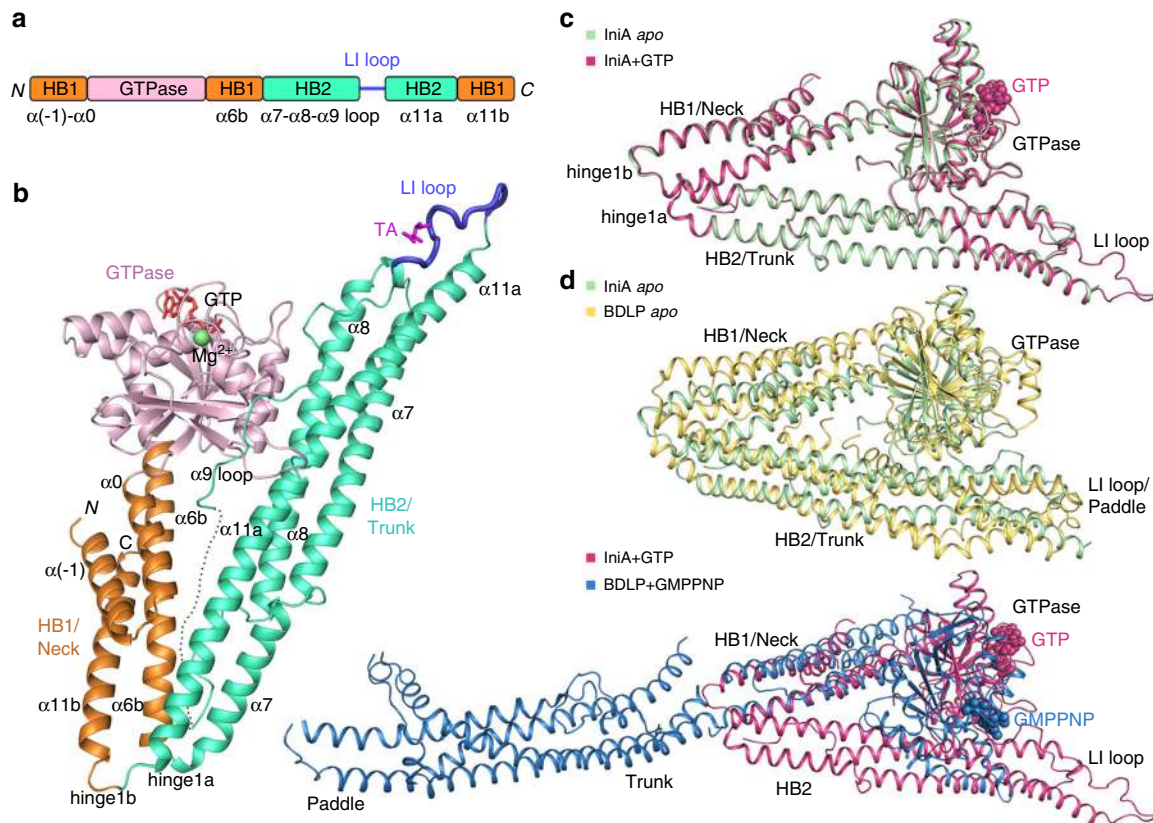 a
LI loop
N HB1 GTPase HB1 HB2 HB2 HB1 C
α(-1)-α0 α6b α7-α8-α9 loop α11a α11b
b
LI loop
TA
GTPase
GTP
Mg2+
α11a
α8
α7
α9 loop
α0
N
α6b
α11a
α8
HB2/
Trunk
C
α(-1)
HB1/
Neck
α11b
α6b
α7
hinge1a
hinge1b
c
IniA apo
IniA+GTP
GTP
HB1/Neck
GTPase
hinge1b
hinge1a
LI loop
HB2/Trunk
d
IniA apo
BDLP apo
HB1/Neck
GTPase
LI loop/
Paddle
HB2/Trunk
IniA+GTP
BDLP+GMPPNP
GTPase
HB1/Neck
GTP
GMPPNP
LI loop
Trunk
HB2
Paddle